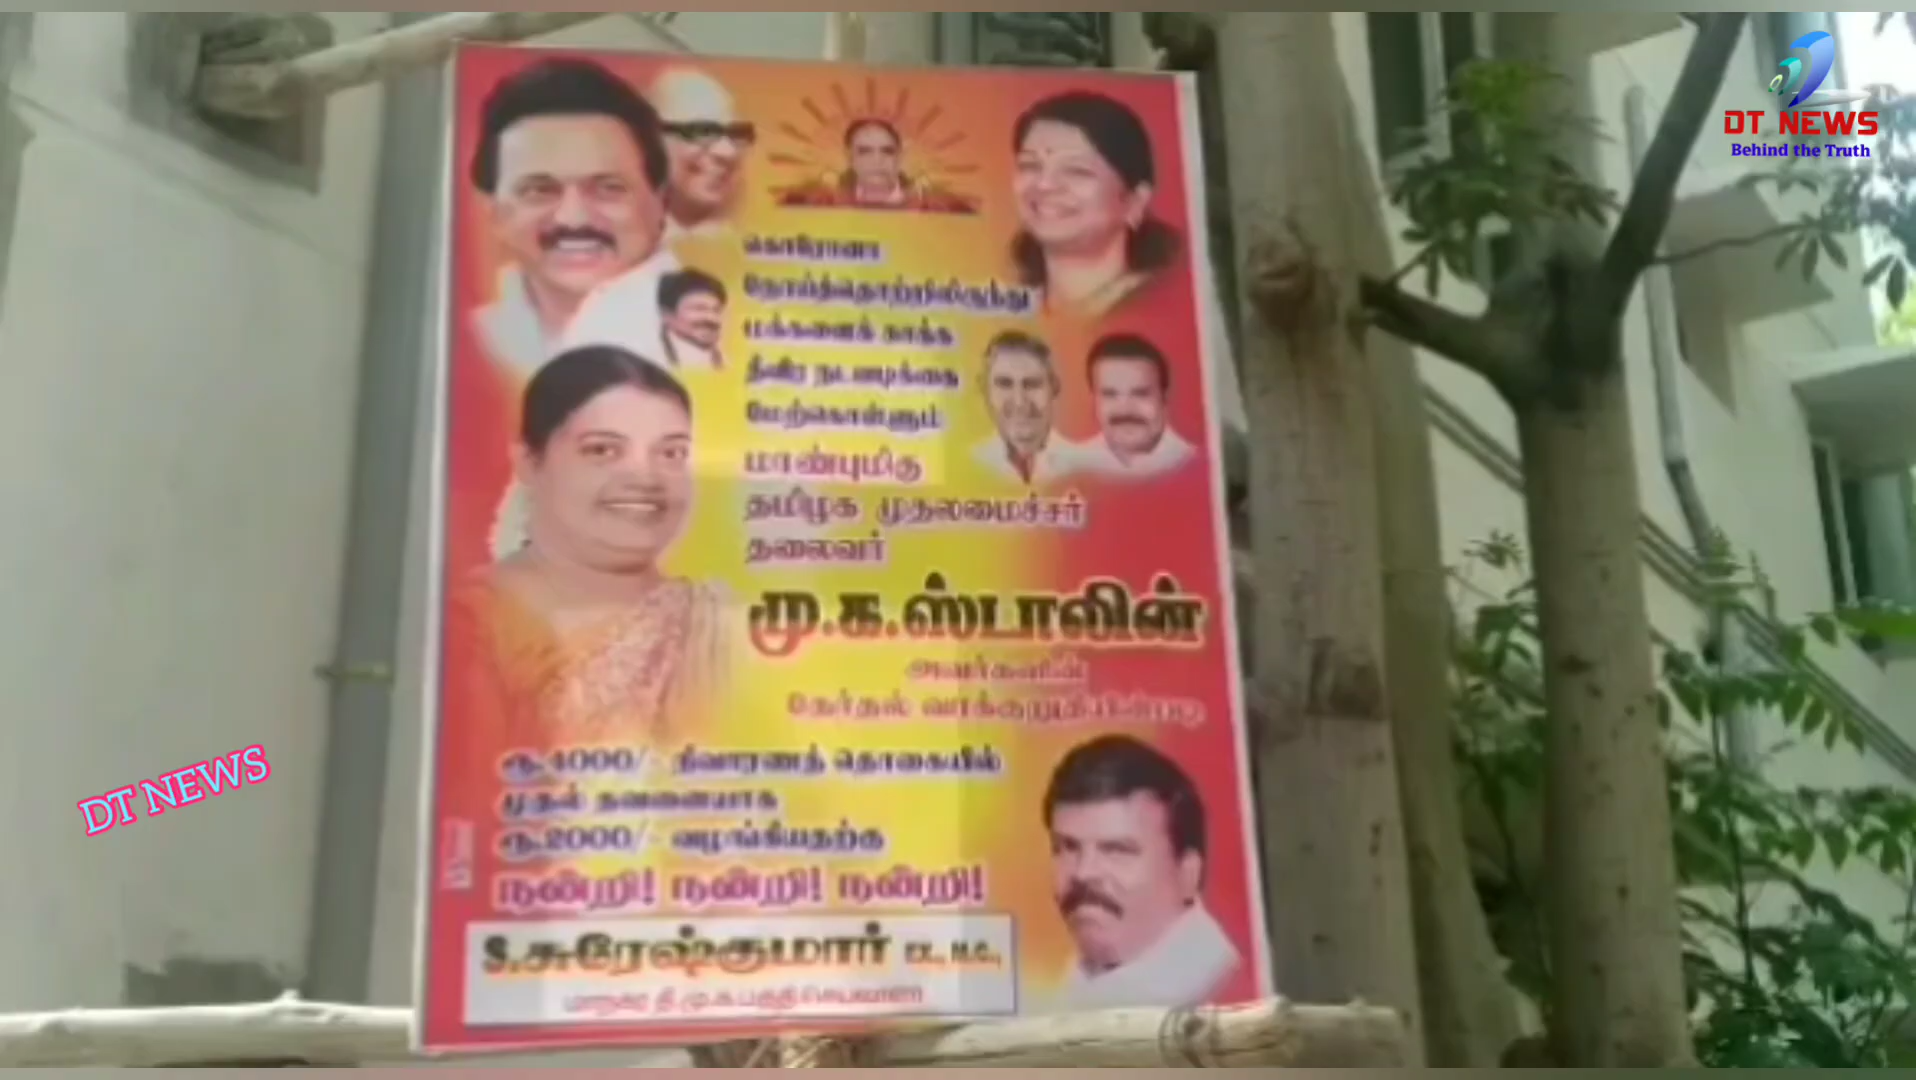 DT NEWS
Behind the Truth
கொரோனா
நோய்த்தொற்றிலிருந்து
மக்களைக் காக்க
தீவிர நடவடிக்கை
மேற்கொள்ளும்
மாண்புமிகு
தமிழக முதலமைச்சர்
தலைவர்
மு.க.ஸ்டாலின்
அவர்களின்
தேர்தல் வாக்குறுதியின்படி
ரூ.4000/- நிவாரணத் தொகையில்
முதல் தவணையாக
ரூ.2000/- வழங்கியதற்கு
நன்றி! நன்றி! நன்றி!
S.சுரேஷ்குமார் EX., M.C.,
தி.மு.க
DT NEWS